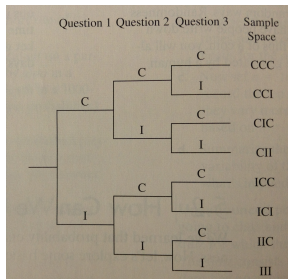 Question 1 Question 2 Question 3 Sample
Space
C CCC
C
I CCI
C
C CIC
I
I CII
C ICC
C
I ICI
I
C IIC
I
I III